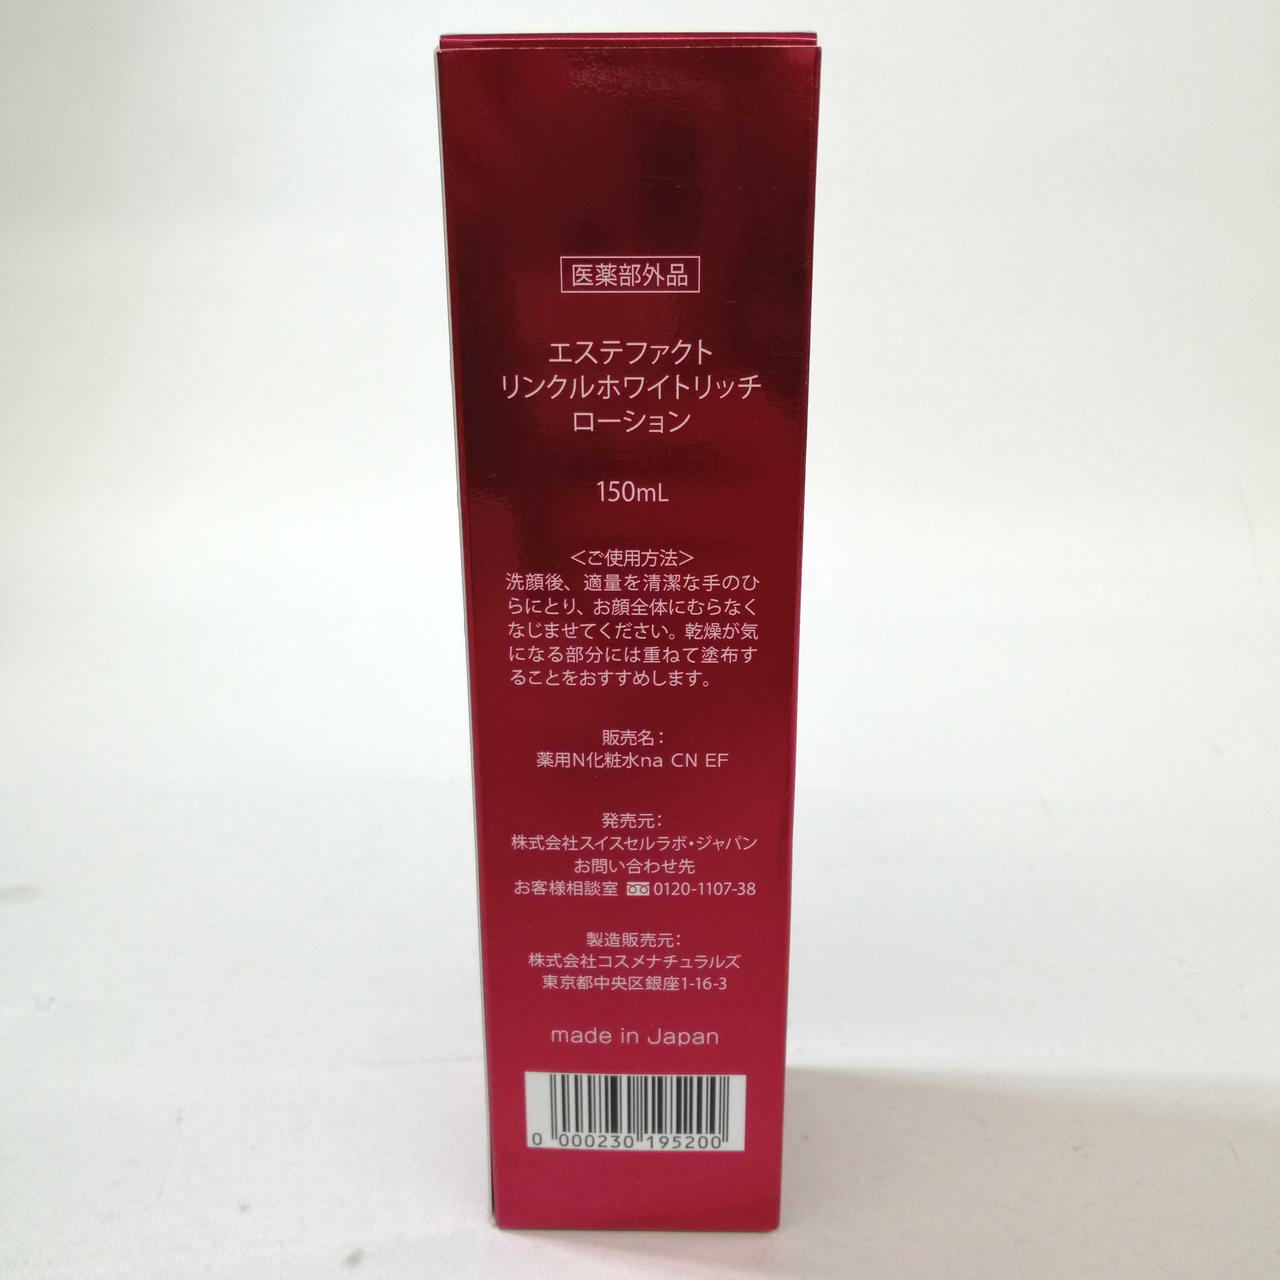 医薬部外品
エステファクト
リンクルホワイトリッチ
ローション
150mL
＜ご使用方法＞
洗顔後、適量を清潔な手のひ
らにとり、お顔全体にむらなく
なじませてください。乾燥が気
になる部分には重ねて塗布す
ることをおすすめします。
販売名：
薬用N化粧水na CN EF
発売元：
株式会社スイスセルラボ・ジャパン
お問い合わせ先
お客様相談室 0120-1107-38
製造販売元：
株式会社コスメナチュラルズ
東京都中央区銀座1-16-3
made in Japan
0 000230 195200